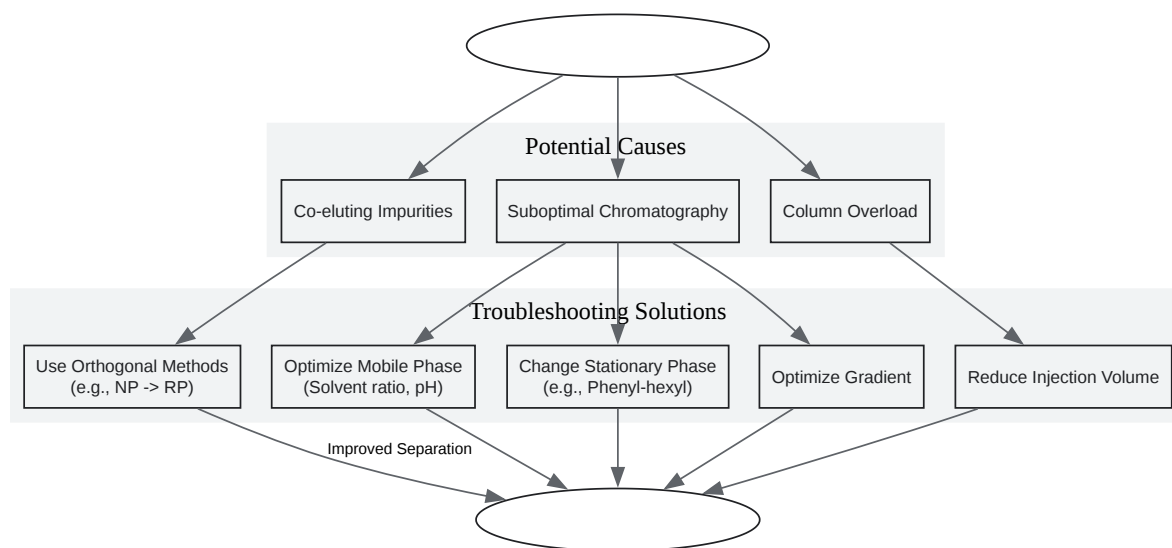 Potential Causes
Co-eluting Impurities
Suboptimal Chromatography
Column Overload
Troubleshooting Solutions
Use Orthogonal Methods
(e.g., NP -> RP)
Optimize Mobile Phase
(Solvent ratio, pH)
Change Stationary Phase
(e.g., Phenyl-hexyl)
Optimize Gradient
Reduce Injection Volume
Improved Separation